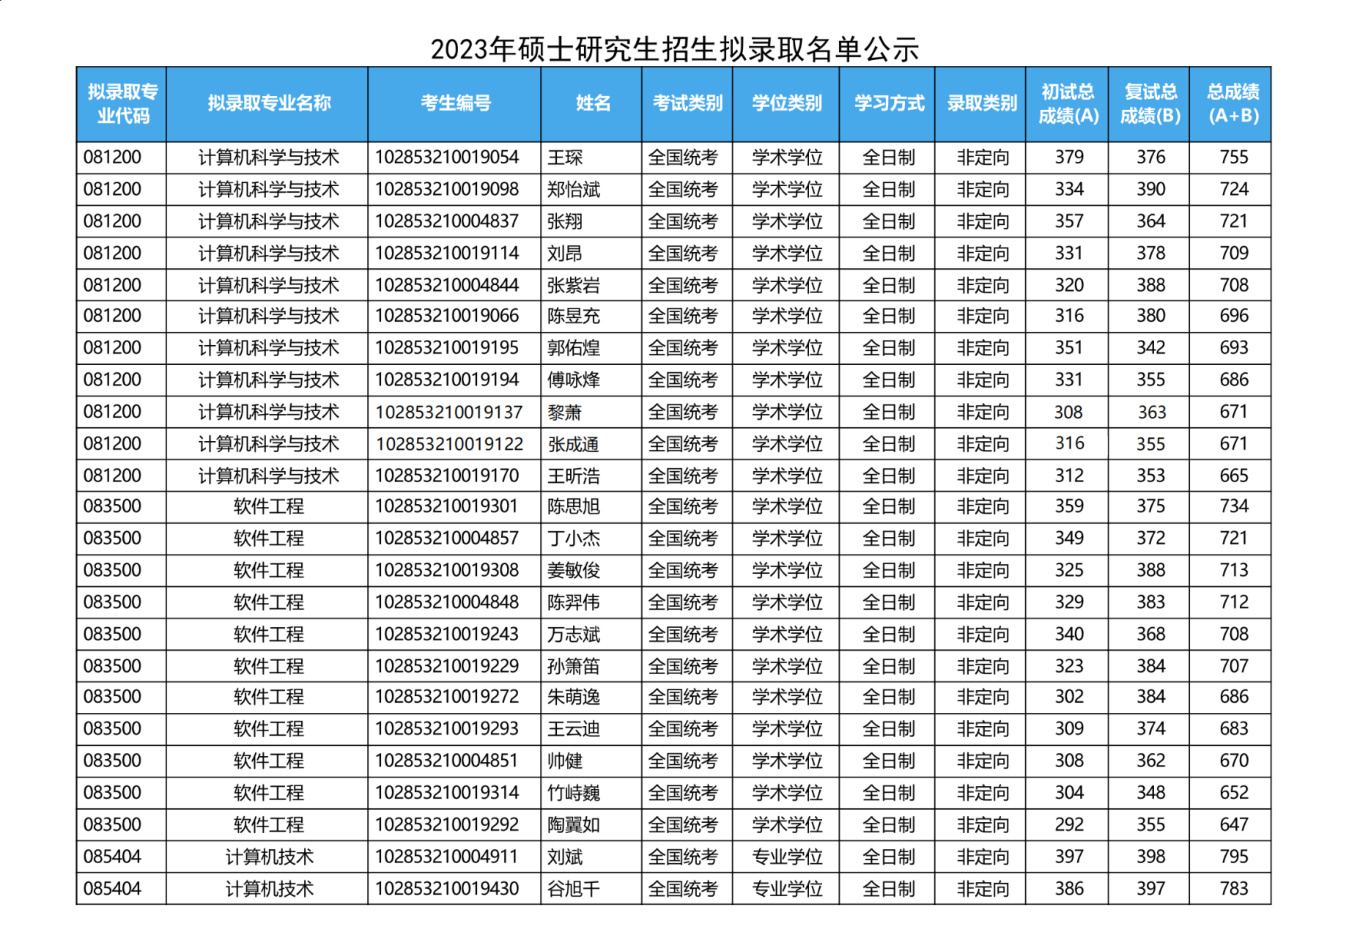 2023年硕士研究生招生拟录取名单公示
拟录取专业代码 拟录取专业名称 考生编号 姓名 考试类别 学位类别 学习方式 录取类别 初试总成绩(A) 复试总成绩(B) 总成绩(A+B)
081200 计算机科学与技术 102853210019054 王琛 全国统考 学术学位 全日制 非定向 379 376 755
081200 计算机科学与技术 102853210019098 郑怡斌 全国统考 学术学位 全日制 非定向 334 390 724
081200 计算机科学与技术 102853210004837 张翔 全国统考 学术学位 全日制 非定向 357 364 721
081200 计算机科学与技术 102853210019114 刘昂 全国统考 学术学位 全日制 非定向 331 378 709
081200 计算机科学与技术 102853210004844 张紫岩 全国统考 学术学位 全日制 非定向 320 388 708
081200 计算机科学与技术 102853210019066 陈昱充 全国统考 学术学位 全日制 非定向 316 380 696
081200 计算机科学与技术 102853210019195 郭佑煌 全国统考 学术学位 全日制 非定向 351 342 693
081200 计算机科学与技术 102853210019194 傅咏烽 全国统考 学术学位 全日制 非定向 331 355 686
081200 计算机科学与技术 102853210019137 黎萧 全国统考 学术学位 全日制 非定向 308 363 671
081200 计算机科学与技术 102853210019122 张成通 全国统考 学术学位 全日制 非定向 316 355 671
081200 计算机科学与技术 102853210019170 王昕浩 全国统考 学术学位 全日制 非定向 312 353 665
083500 软件工程 102853210019301 陈思旭 全国统考 学术学位 全日制 非定向 359 375 734
083500 软件工程 102853210004857 丁小杰 全国统考 学术学位 全日制 非定向 349 372 721
083500 软件工程 102853210019308 姜敏俊 全国统考 学术学位 全日制 非定向 325 388 713
083500 软件工程 102853210004848 陈羿伟 全国统考 学术学位 全日制 非定向 329 383 712
083500 软件工程 102853210019243 万志斌 全国统考 学术学位 全日制 非定向 340 368 708
083500 软件工程 102853210019229 孙箫笛 全国统考 学术学位 全日制 非定向 323 384 707
083500 软件工程 102853210019272 朱萌逸 全国统考 学术学位 全日制 非定向 302 384 686
083500 软件工程 102853210019293 王云迪 全国统考 学术学位 全日制 非定向 309 374 683
083500 软件工程 102853210004851 帅健 全国统考 学术学位 全日制 非定向 308 362 670
083500 软件工程 102853210019314 竹峙巍 全国统考 学术学位 全日制 非定向 304 348 652
083500 软件工程 102853210019292 陶翼如 全国统考 学术学位 全日制 非定向 292 355 647
085404 计算机技术 102853210004911 刘斌 全国统考 专业学位 全日制 非定向 397 398 795
085404 计算机技术 102853210019430 谷旭千 全国统考 专业学位 全日制 非定向 386 397 783